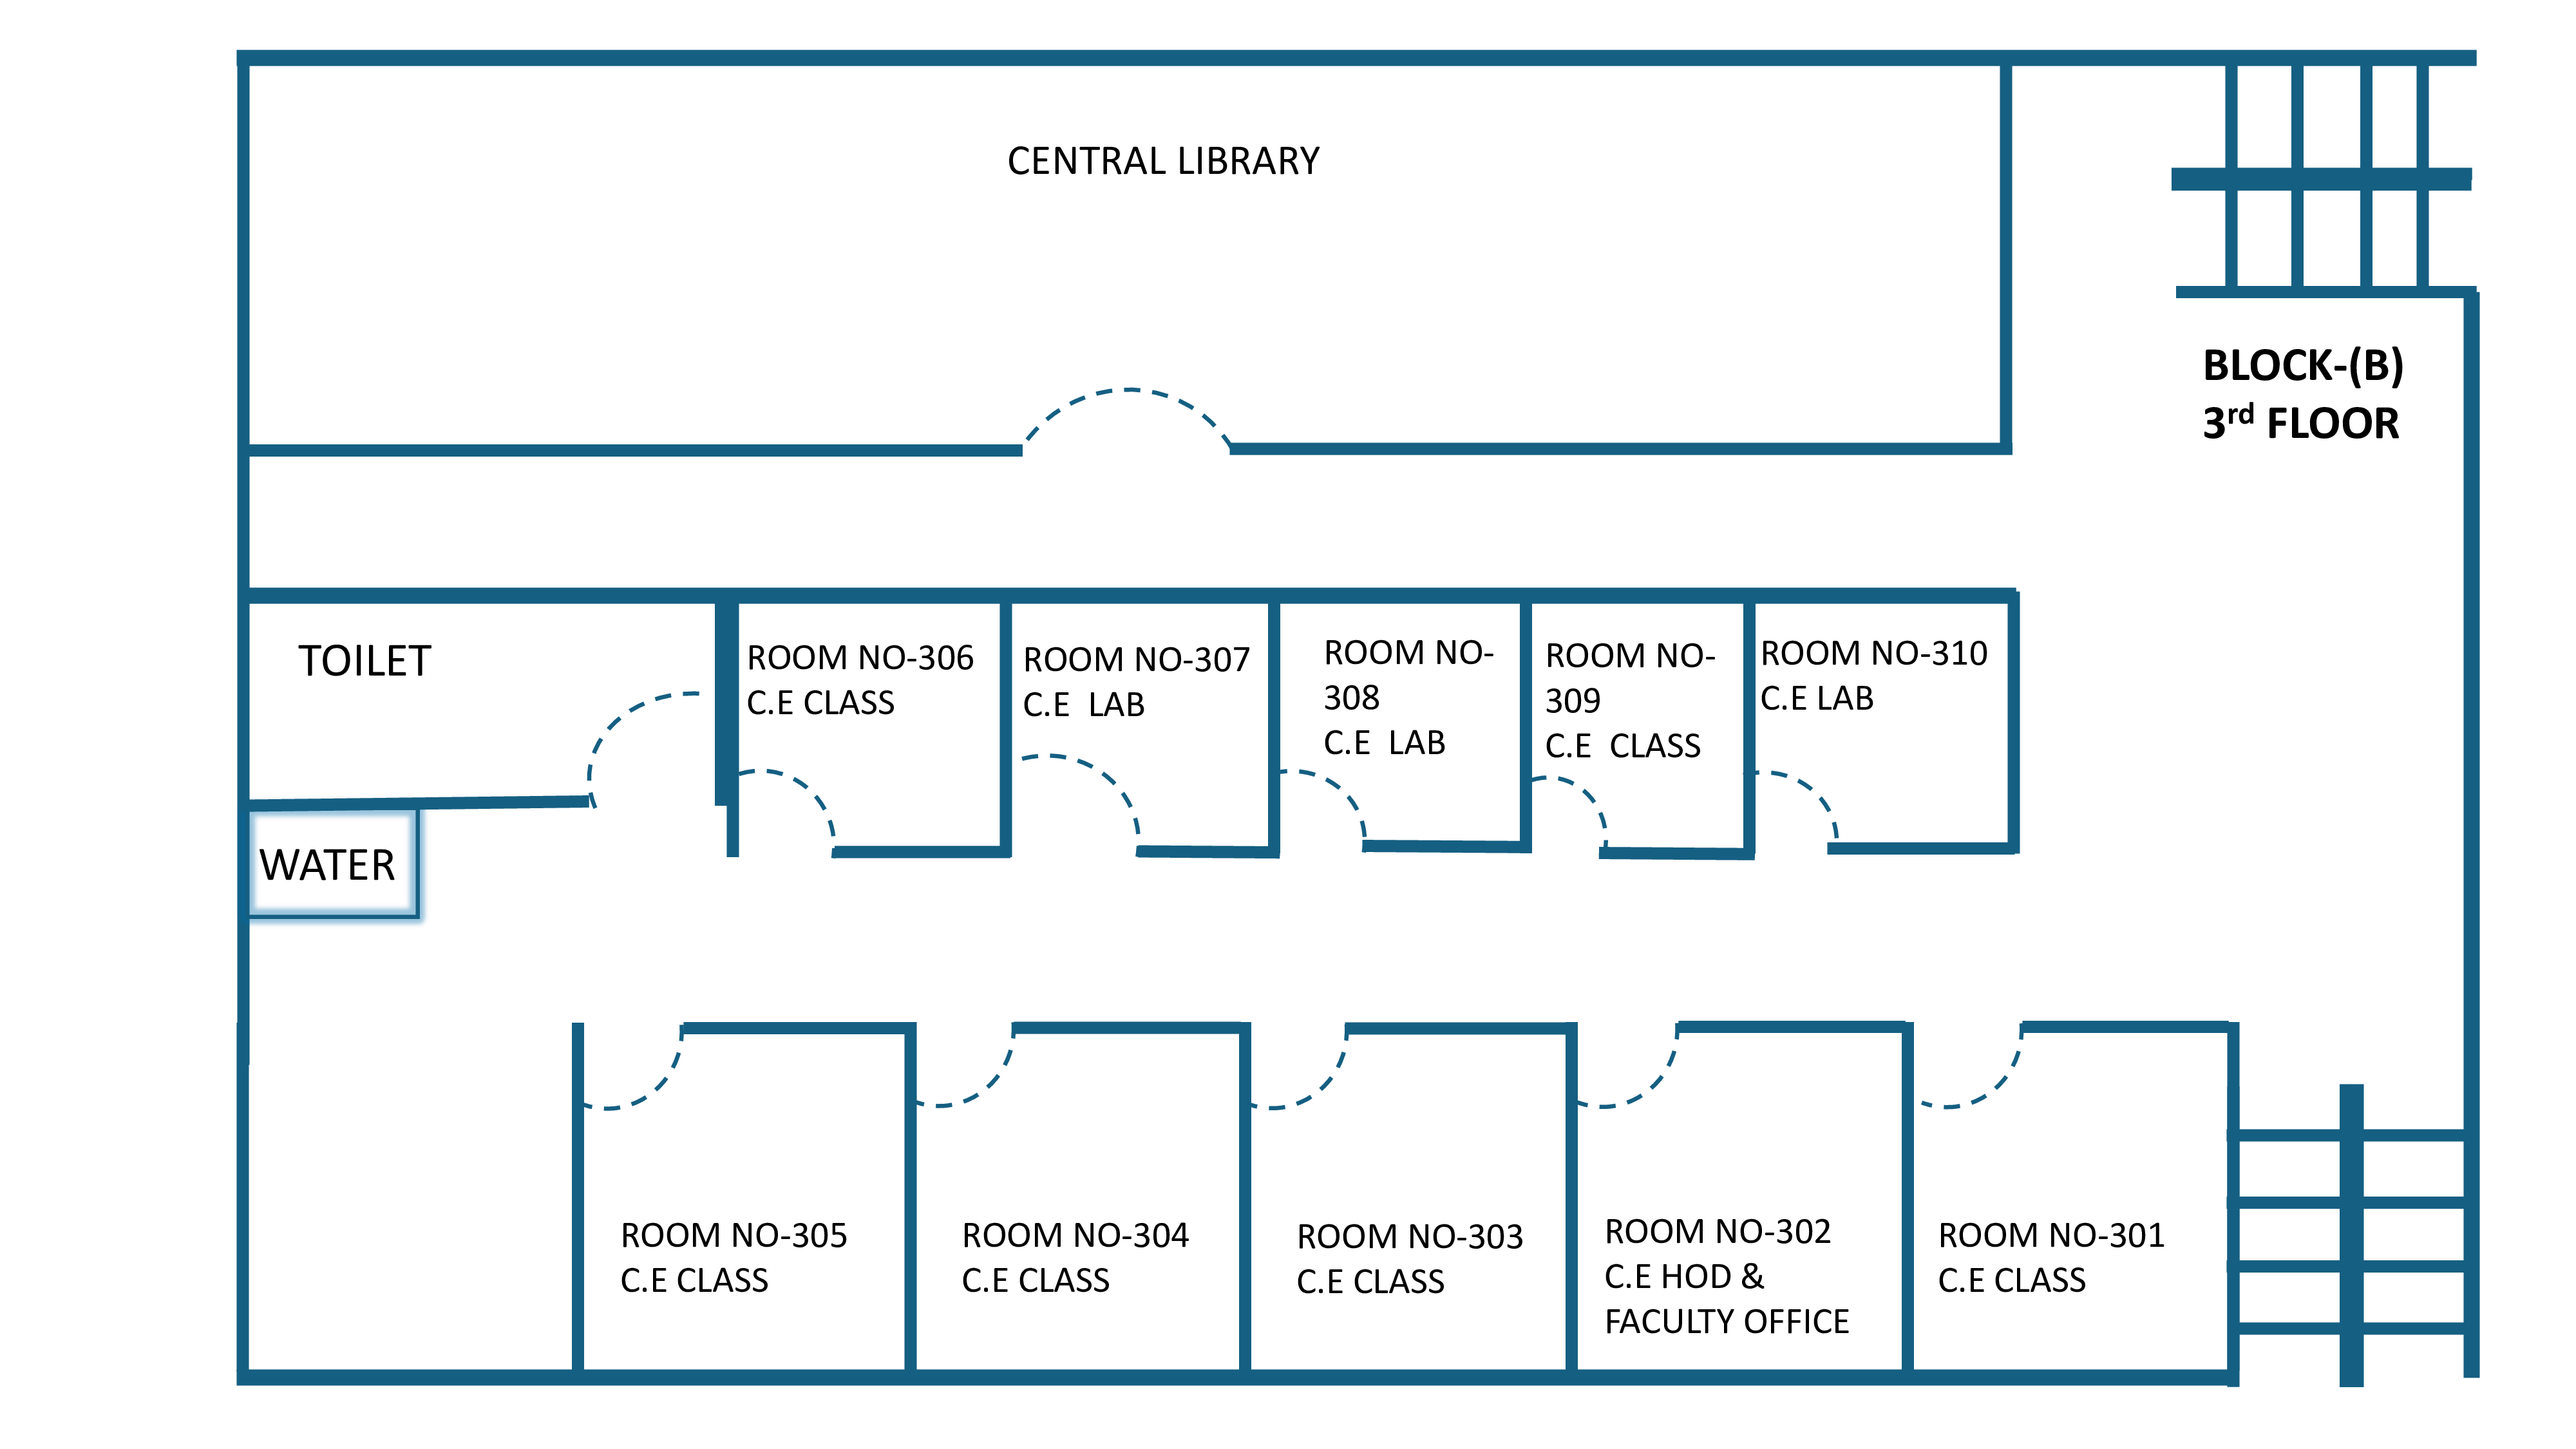 CENTRAL LIBRARY
BLOCK-(B)
3rd FLOOR
TOILET
ROOM NO-306
C.E CLASS
ROOM NO-307
C.E  LAB
ROOM NO-
308
C.E  LAB
ROOM NO-
309
C.E  CLASS
ROOM NO-310
C.E LAB
WATER
ROOM NO-305
C.E CLASS
ROOM NO-304
C.E CLASS
ROOM NO-303
C.E CLASS
ROOM NO-302
C.E HOD &
FACULTY OFFICE
ROOM NO-301
C.E CLASS